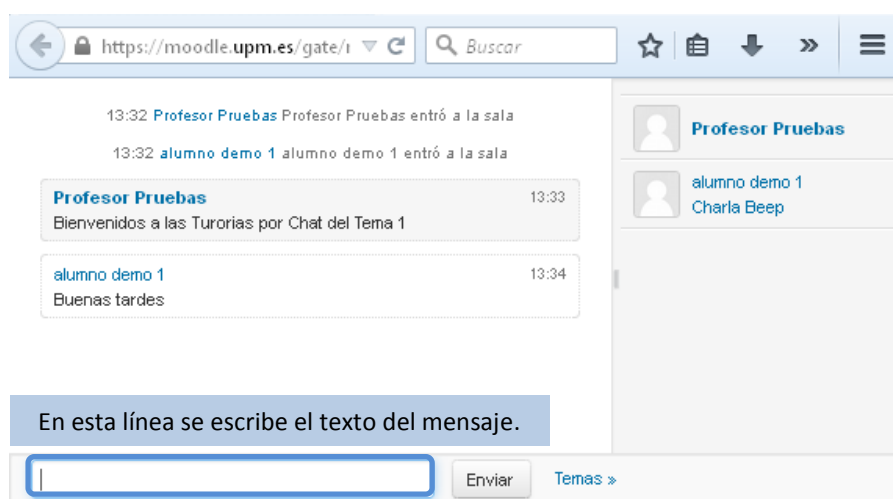 https://moodle.upm.es/gate/r
Buscar
13:32 Profesor Pruebas Profesor Pruebas entró a la sala
13:32 alumno demo 1 alumno demo 1 entró a la sala
Profesor Pruebas 13:33
Bienvenidos a las Turorias por Chat del Tema 1
alumno demo 1 13:34
Buenas tardes
Profesor Pruebas
alumno demo 1
Charla Beep
En esta línea se escribe el texto del mensaje.
Enviar Temas »